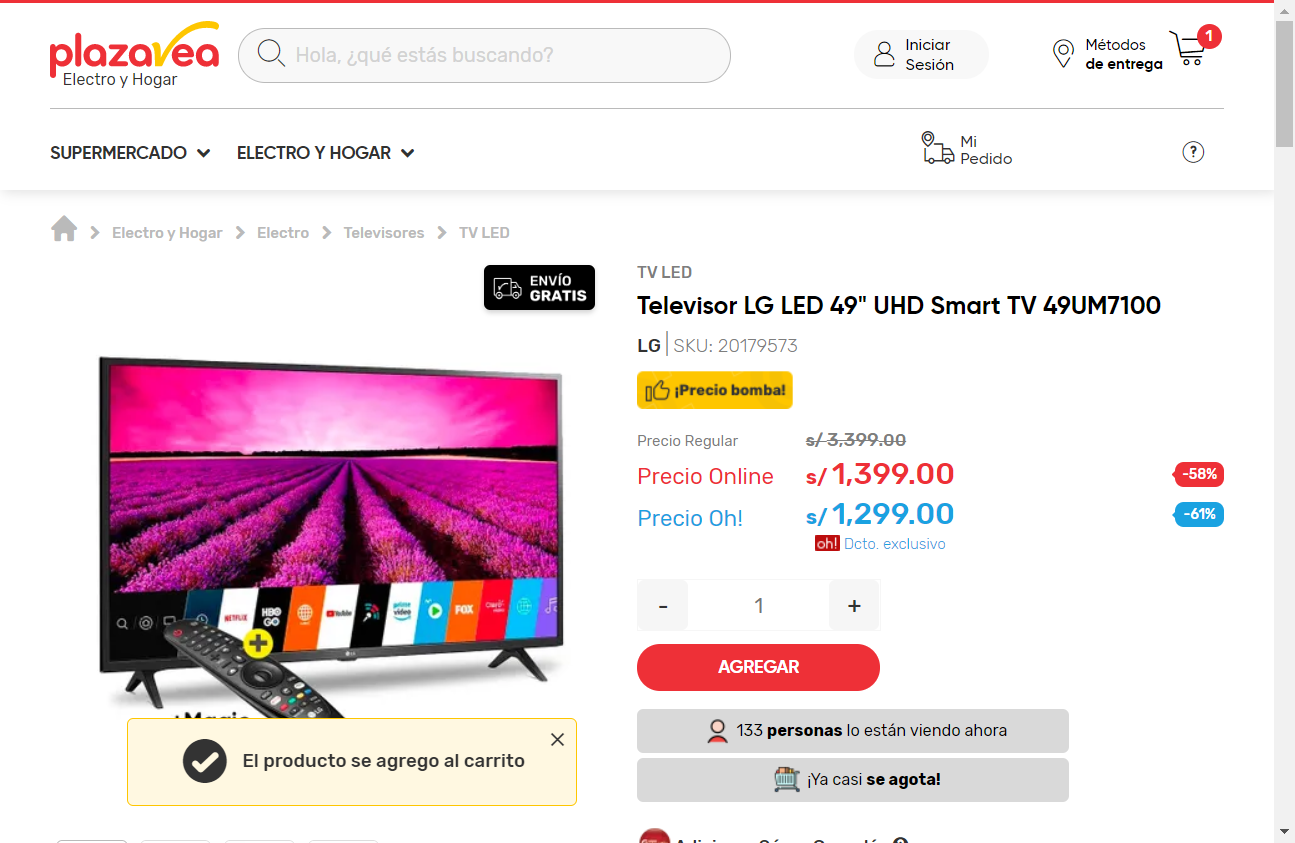 plazavea
Electro y Hogar
Hola, ¿qué estás buscando?
Iniciar
Sesión
Métodos
de entrega
1
SUPERMERCADO
ELECTRO Y HOGAR
Mi
Pedido
?
Electro y Hogar
Electro
Televisores
TV LED
ENVÍO
GRATIS
TV LED
Televisor LG LED 49" UHD Smart TV 49UM7100
LG SKU: 20179573
¡Precio bomba!
Precio Regular s/ 3,399.00
Precio Online s/ 1,399.00 -58%
Precio Oh! s/ 1,299.00 -61%
oh! Dcto. exclusivo
NETFLIX
HBO
GO
YouTube
prime
video
FOX
LG
- 1 +
AGREGAR
133 personas lo están viendo ahora
¡Ya casi se agota!
El producto se agrego al carrito